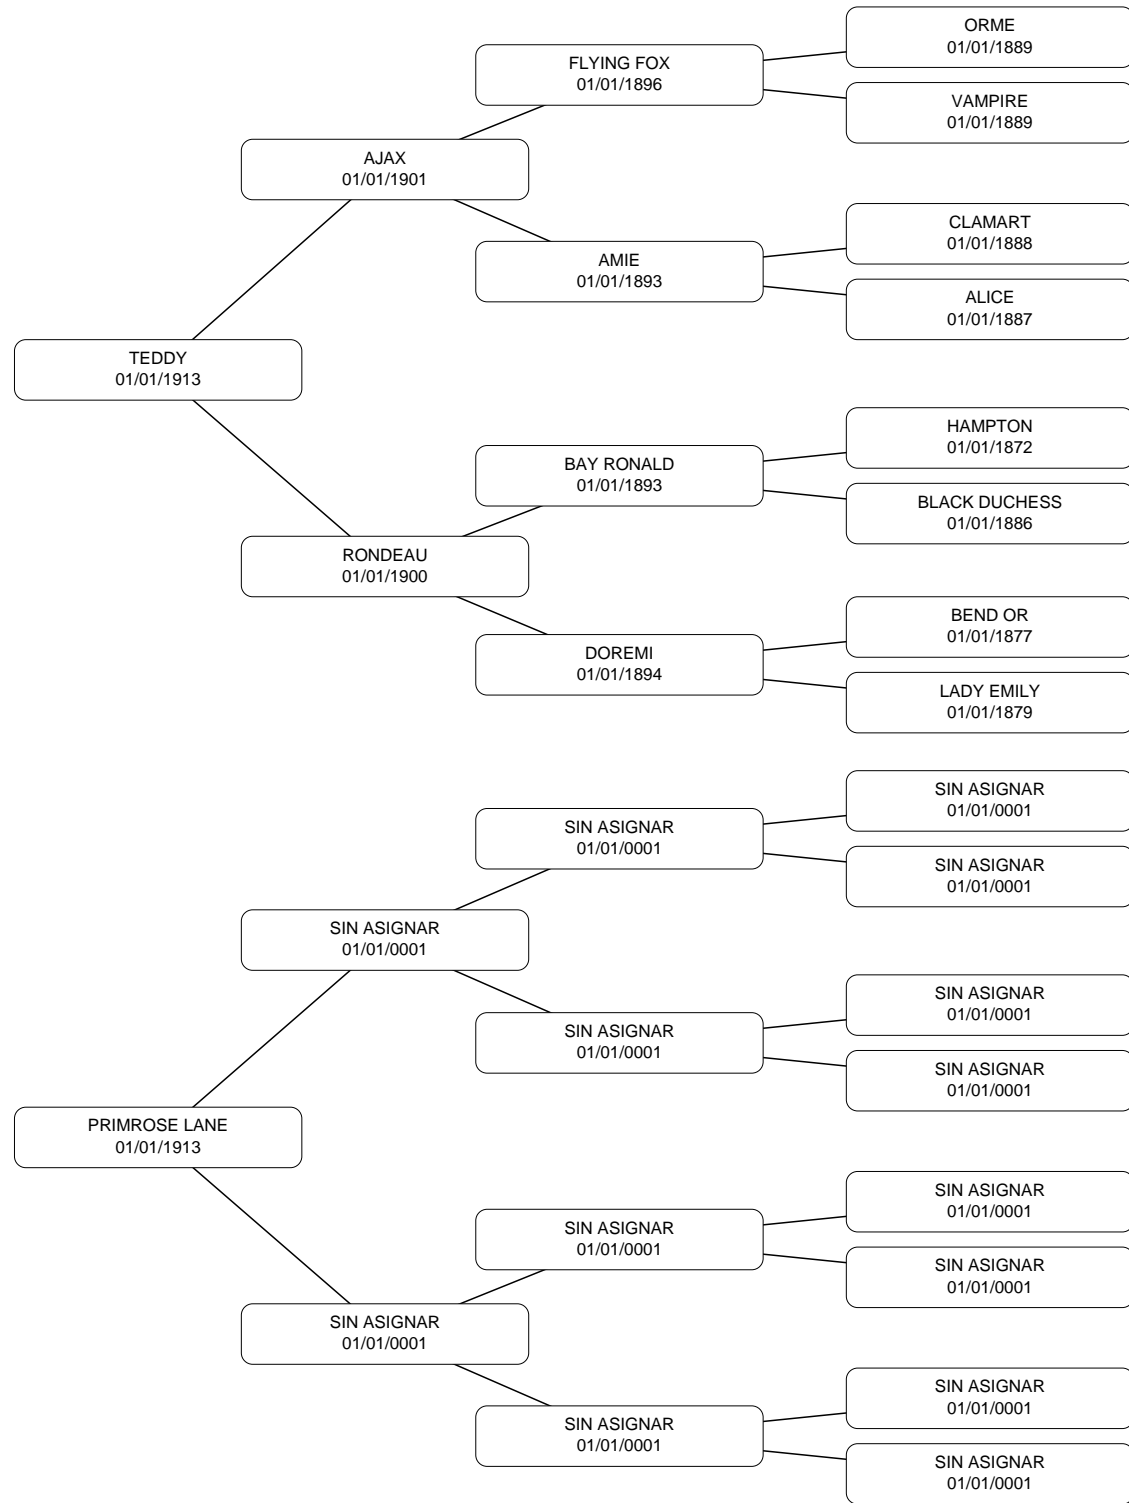 ORME
01/01/1889
FLYING FOX
01/01/1896
VAMPIRE
01/01/1889
AJAX
01/01/1901
CLAMART
01/01/1888
AMIE
01/01/1893
ALICE
01/01/1887
TEDDY
01/01/1913
HAMPTON
01/01/1872
BAY RONALD
01/01/1893
BLACK DUCHESS
01/01/1886
RONDEAU
01/01/1900
BEND OR
01/01/1877
DOREMI
01/01/1894
LADY EMILY
01/01/1879
SIN ASIGNAR
01/01/0001
SIN ASIGNAR
01/01/0001
SIN ASIGNAR
01/01/0001
SIN ASIGNAR
01/01/0001
SIN ASIGNAR
01/01/0001
SIN ASIGNAR
01/01/0001
SIN ASIGNAR
01/01/0001
PRIMROSE LANE
01/01/1913
SIN ASIGNAR
01/01/0001
SIN ASIGNAR
01/01/0001
SIN ASIGNAR
01/01/0001
SIN ASIGNAR
01/01/0001
SIN ASIGNAR
01/01/0001
SIN ASIGNAR
01/01/0001
SIN ASIGNAR
01/01/0001